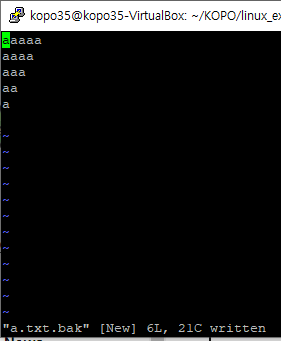 kopo35@kopo35-VirtualBox: ~/KOPO/linux_ex
aaaaa
aaaa
aaa
aa
a
~
~
~
~
~
~
~
~
~
~
~
~
"a.txt.bak" [New] 6L, 21C written